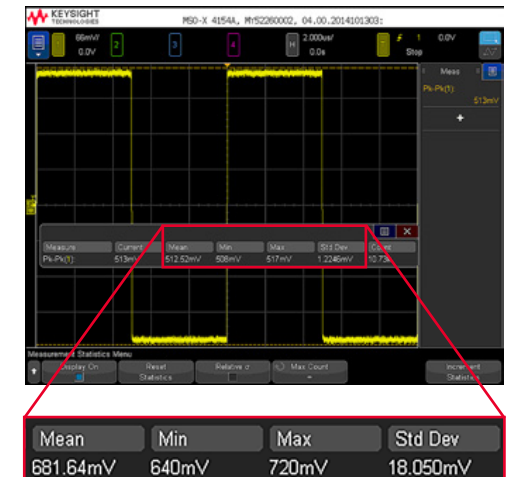 KEYSIGHT
TECHNOLOGIES
MSO-X 4154A, MY52260002, 04.00.2014101303:
1 66mV/ 2 3 4 H 2.000us/ T 1 0.0V
0.0V 0.0s Stop
Meas
Pk-Pk(1):
513mV
Measure Current Mean Min Max Std Dev Count
Pk-Pk(1): 513mV 512.52mV 508mV 517mV 1.2246mV 10.73k
Measurement Statistics Menu
Display On Reset Statistics Relative σ Max Count Increment Statistics
Mean Min Max Std Dev
681.64mV 640mV 720mV 18.050mV